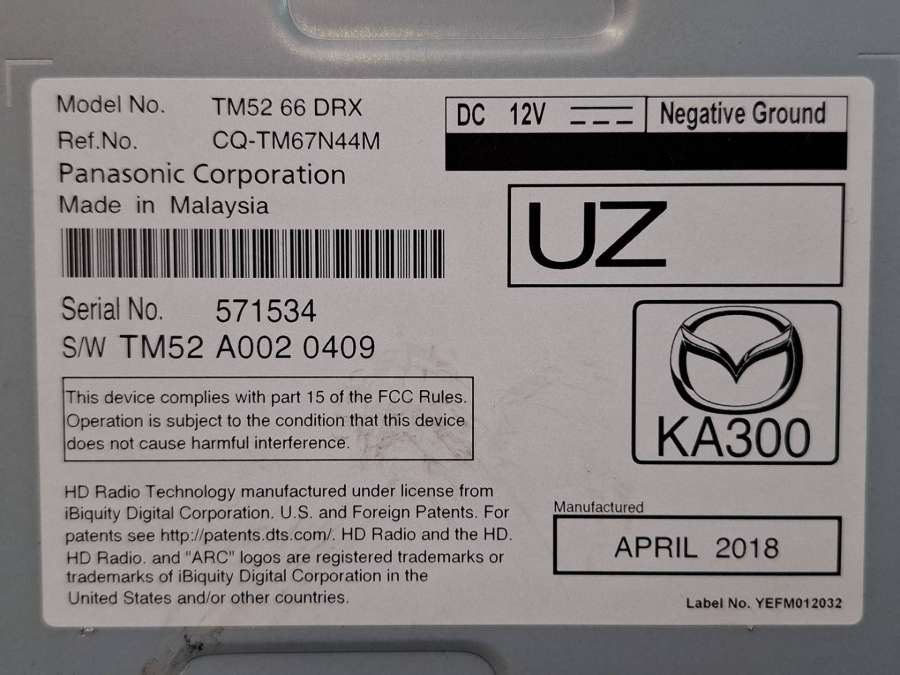 Model No. TM52 66 DRX
Ref.No. CQ-TM67N44M
Panasonic Corporation
Made in Malaysia
DC 12V Negative Ground
UZ
Serial No. 571534
S/W TM52 A002 0409
KA300
This device complies with part 15 of the FCC Rules.
Operation is subject to the condition that this device
does not cause harmful interference.
HD Radio Technology manufactured under license from
iBiquity Digital Corporation. U.S. and Foreign Patents. For
patents see http://patents.dts.com/. HD Radio and the HD.
HD Radio. and "ARC" logos are registered trademarks or
trademarks of iBiquity Digital Corporation in the
United States and/or other countries.
Manufactured
APRIL 2018
Label No. YEFM012032